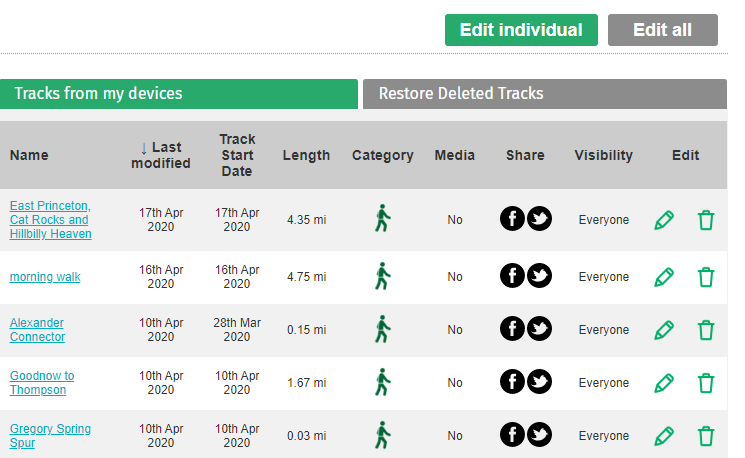 Edit individual Edit all
Tracks from my devices Restore Deleted Tracks
Name ↓ Last modified Track Start Date Length Category Media Share Visibility Edit
East Princeton, Cat Rocks and Hillbilly Heaven 17th Apr 2020 17th Apr 2020 4.35 mi No Everyone
morning walk 16th Apr 2020 16th Apr 2020 4.75 mi No Everyone
Alexander Connector 10th Apr 2020 28th Mar 2020 0.15 mi No Everyone
Goodnow to Thompson 10th Apr 2020 10th Apr 2020 1.67 mi No Everyone
Gregory Spring Spur 10th Apr 2020 10th Apr 2020 0.03 mi No Everyone